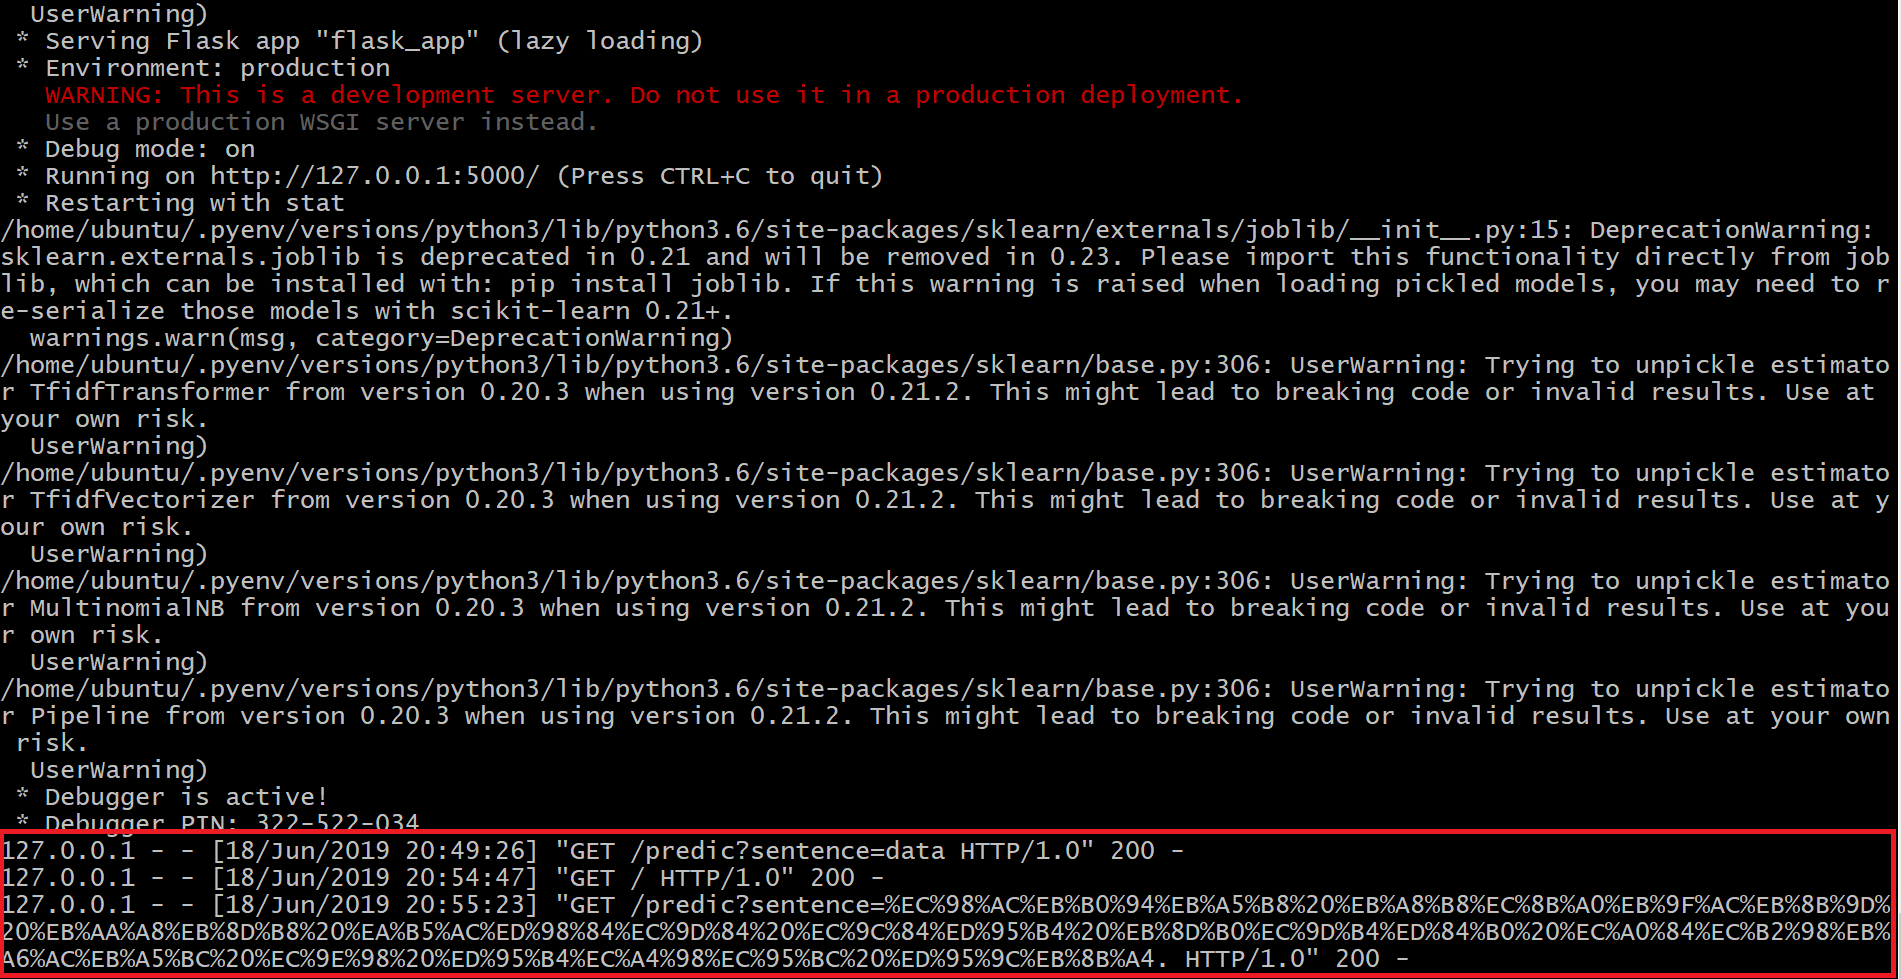 UserWarning)
* Serving Flask app "flask_app" (lazy loading)
* Environment: production
WARNING: This is a development server. Do not use it in a production deployment.
Use a production WSGI server instead.
* Debug mode: on
* Running on http://127.0.0.1:5000/ (Press CTRL+C to quit)
* Restarting with stat
/home/ubuntu/.pyenv/versions/python3/lib/python3.6/site-packages/sklearn/externals/joblib/__init__.py:15: DeprecationWarning:
sklearn.externals.joblib is deprecated in 0.21 and will be removed in 0.23. Please import this functionality directly from job
lib, which can be installed with: pip install joblib. If this warning is raised when loading pickled models, you may need to r
e-serialize those models with scikit-learn 0.21+.
warnings.warn(msg, category=DeprecationWarning)
/home/ubuntu/.pyenv/versions/python3/lib/python3.6/site-packages/sklearn/base.py:306: UserWarning: Trying to unpickle estimato
r TfidfTransformer from version 0.20.3 when using version 0.21.2. This might lead to breaking code or invalid results. Use at
your own risk.
UserWarning)
/home/ubuntu/.pyenv/versions/python3/lib/python3.6/site-packages/sklearn/base.py:306: UserWarning: Trying to unpickle estimato
r TfidfVectorizer from version 0.20.3 when using version 0.21.2. This might lead to breaking code or invalid results. Use at y
our own risk.
UserWarning)
/home/ubuntu/.pyenv/versions/python3/lib/python3.6/site-packages/sklearn/base.py:306: UserWarning: Trying to unpickle estimato
r MultinomialNB from version 0.20.3 when using version 0.21.2. This might lead to breaking code or invalid results. Use at you
r own risk.
UserWarning)
/home/ubuntu/.pyenv/versions/python3/lib/python3.6/site-packages/sklearn/base.py:306: UserWarning: Trying to unpickle estimato
r Pipeline from version 0.20.3 when using version 0.21.2. This might lead to breaking code or invalid results. Use at your own
risk.
UserWarning)
* Debugger is active!
* Debugger PIN: 322-522-034
127.0.0.1 - - [18/Jun/2019 20:49:26] "GET /predic?sentence=data HTTP/1.0" 200 -
127.0.0.1 - - [18/Jun/2019 20:54:47] "GET / HTTP/1.0" 200 -
127.0.0.1 - - [18/Jun/2019 20:55:23] "GET /predic?sentence=%EC%98%AC%EB%B0%94%EB%A5%B8%20%EB%A8%B8%EC%8B%A0%EB%9F%AC%EB%8B%9D%
20%EB%AA%A8%EB%8D%B8%20%EA%B5%AC%ED%98%84%EC%9D%84%20%EC%9C%84%ED%95%B4%20%EB%8D%B0%EC%9D%B4%ED%84%B0%20%EC%A0%84%EC%B2%98%EB%
A6%AC%EB%A5%BC%20%EC%9E%98%20%ED%95%B4%EC%A4%98%EC%95%BC%20%ED%95%9C%EB%8B%A4. HTTP/1.0" 200 -